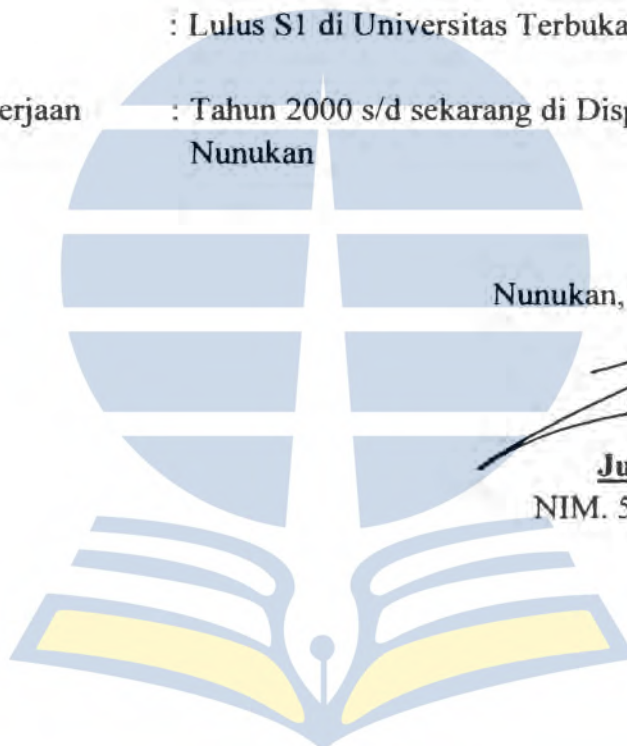 : Lulus S1 di Universitas Terbuka
erjaan : Tahun 2000 s/d sekarang di Disp
Nunukan
Nunukan,
Ju
NIM. 5